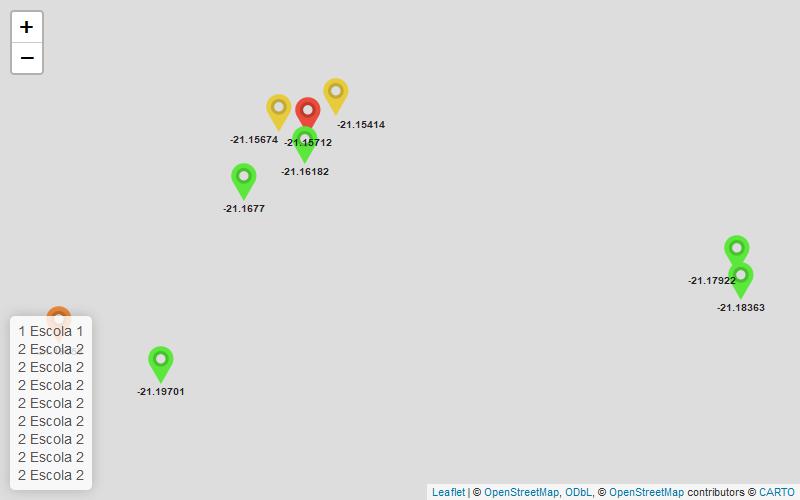 +
−
-21.15414
-21.15674
-21.15712
-21.16182
-21.1677
-21.17922
-21.18363
-21.19701
1 Escola 1
2 Escola 2
2 Escola 2
2 Escola 2
2 Escola 2
2 Escola 2
2 Escola 2
2 Escola 2
2 Escola 2
Leaflet | © OpenStreetMap, ODbL, © OpenStreetMap contributors © CARTO